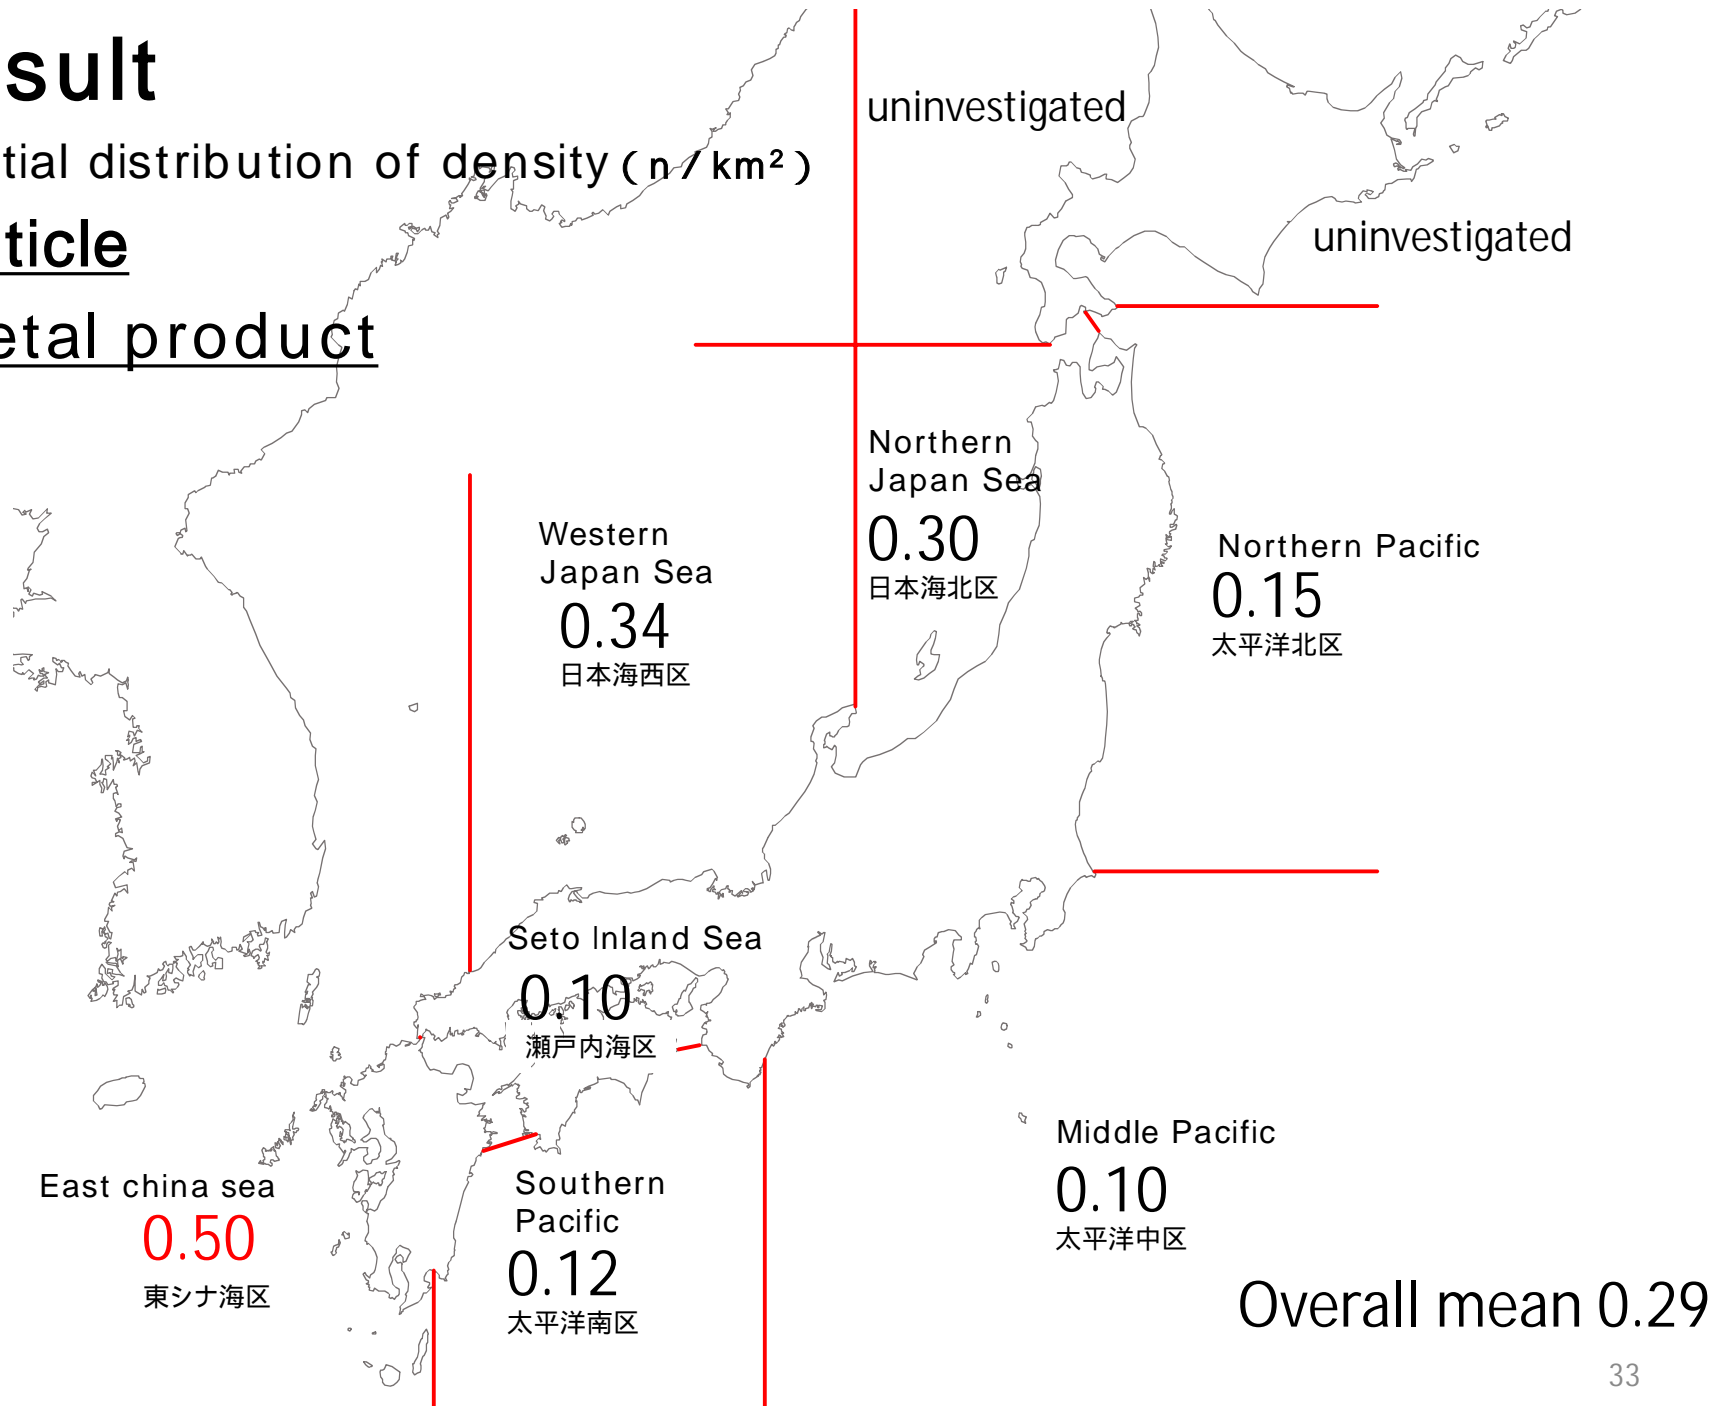 sult
tial distribution of density(n/km²)
ticle
etal product
uninvestigated
uninvestigated
Northern
Japan Sea
0.30
日本海北区
Western
Japan Sea
0.34
日本海西区
Northern Pacific
0.15
太平洋北区
Seto Inland Sea
0.10
瀬戸内海区
East china sea
0.50
東シナ海区
Southern
Pacific
0.12
太平洋南区
Middle Pacific
0.10
太平洋中区
Overall mean 0.29
33